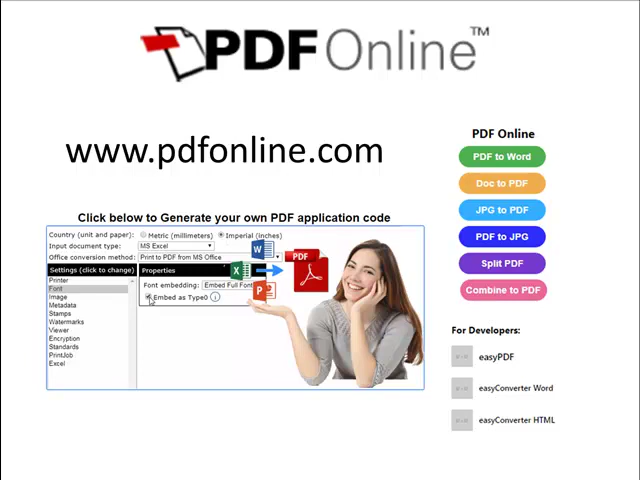 PDF Online™
www.pdfonline.com
Click below to Generate your own PDF application code
Country (unit and paper): Metric (millimeters) Imperial (inches)
Input document type: MS Excel
Office conversion method: Print to PDF from MS Office
Settings (click to change)
Properties
Printer
Font
Image
Metadata
Stamps
Watermarks
Viewer
Encryption
Standards
PrintJob
Excel
Font embedding: Embed Full Font
Embed as Type0 i
W
X
P
PDF
PDF Online
PDF to Word
Doc to PDF
JPG to PDF
PDF to JPG
Split PDF
Combine to PDF
For Developers:
easyPDF
easyConverter Word
easyConverter HTML